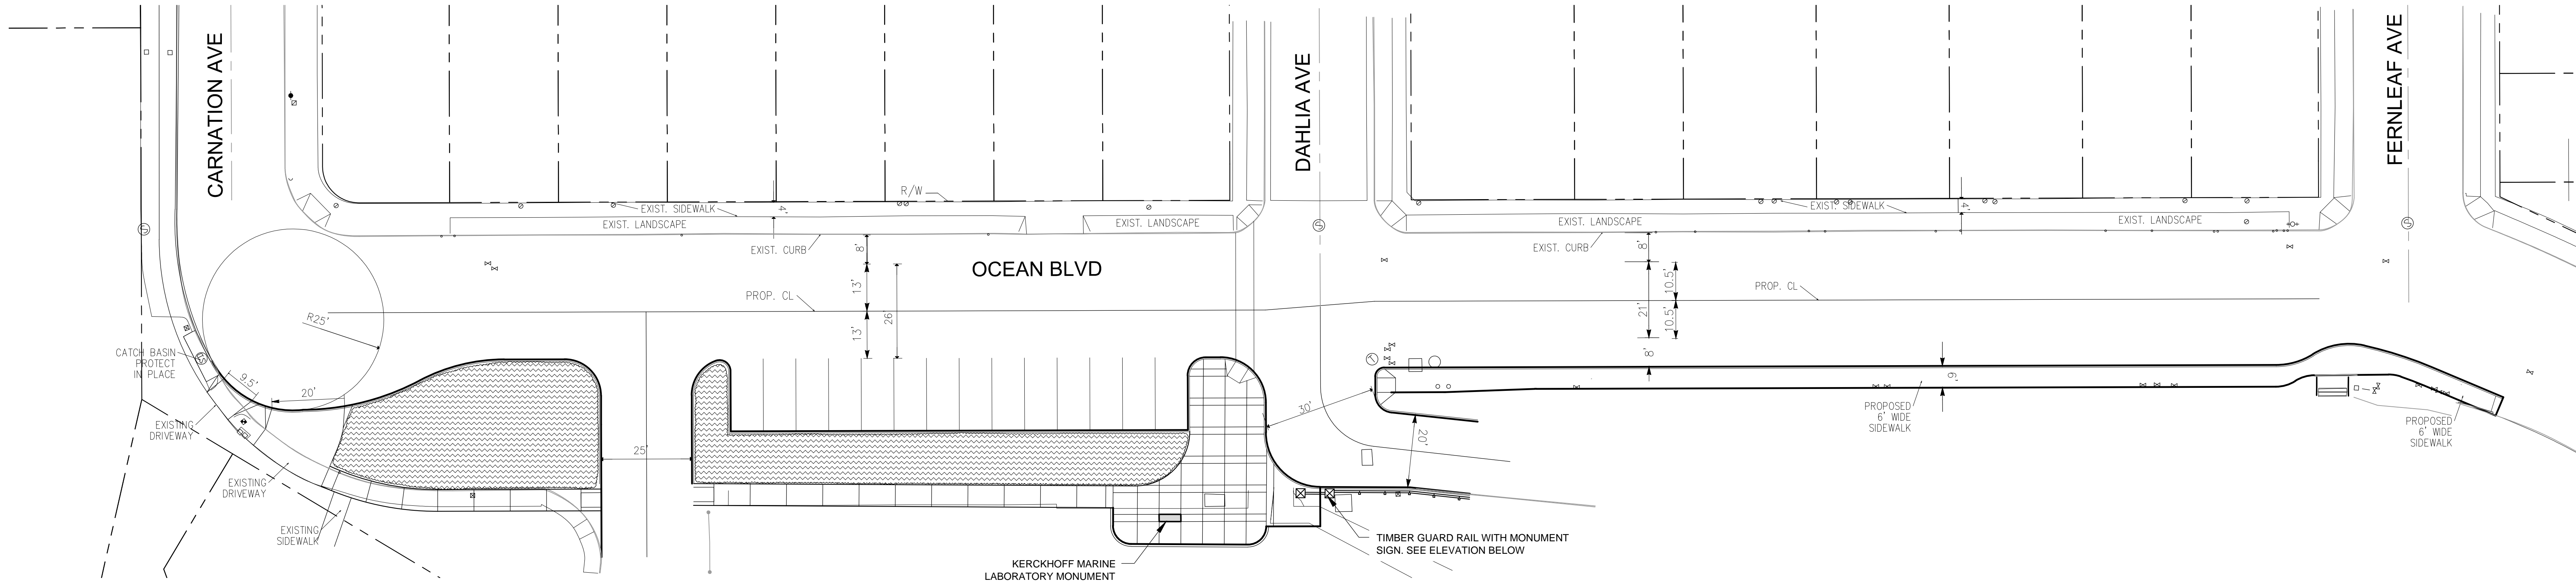 CARNATION AVE
DAHLIA AVE
FERNLEAF AVE
R/W
EXIST. SIDEWALK
4'
EXIST. LANDSCAPE
EXIST. LANDSCAPE
EXIST. SIDEWALK
4'
EXIST. LANDSCAPE
EXIST. LANDSCAPE
EXIST. CURB
8'
EXIST. CURB
8'
OCEAN BLVD
13'
10.5'
PROP. CL
PROP. CL
R25'
26'
21'
13'
10.5'
CATCH BASIN
PROTECT
IN PLACE
8'
9.5'
20'
6'
30'
PROPOSED
6' WIDE
SIDEWALK
PROPOSED
6' WIDE
SIDEWALK
EXISTING
DRIVEWAY
20'
25'
EXISTING
DRIVEWAY
EXISTING
SIDEWALK
TIMBER GUARD RAIL WITH MONUMENT
SIGN. SEE ELEVATION BELOW
KERCKHOFF MARINE
LABORATORY MONUMENT